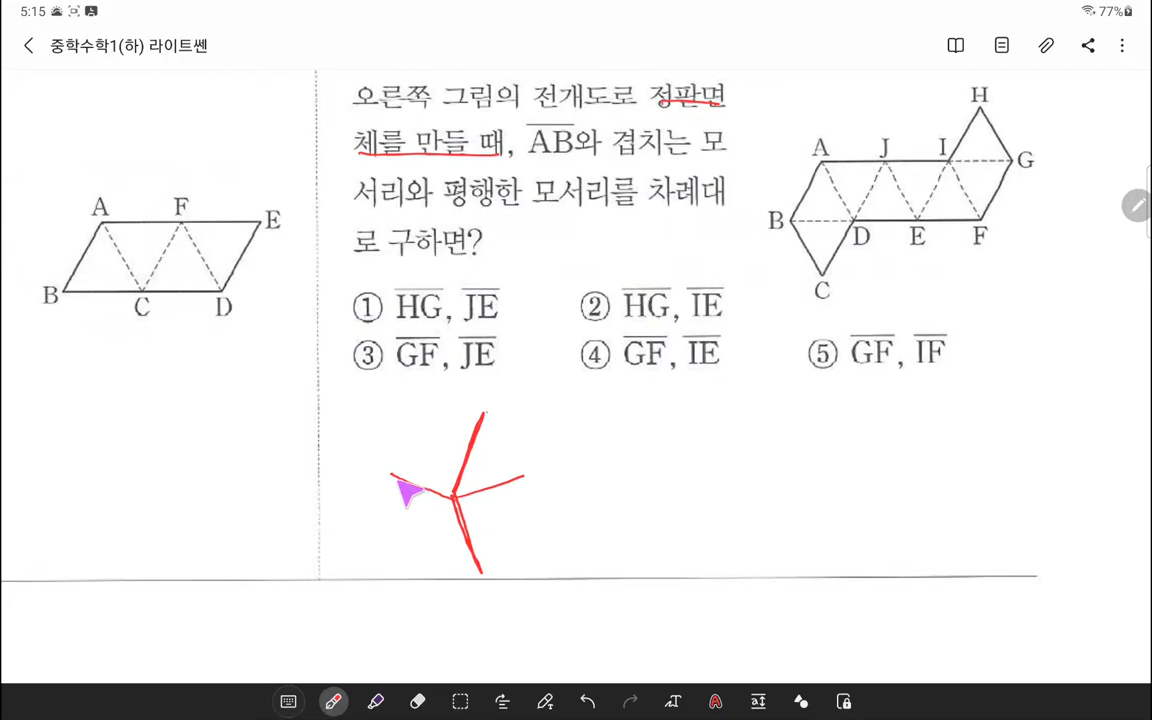 5:15
77%
중학수학1(하) 라이트쎈
A F E
B C D
오른쪽 그림의 전개도로 정팔면
체를 만들 때, AB와 겹치는 모
서리와 평행한 모서리를 차례대
로 구하면?
① HG, JE ② HG, IE
③ GF, JE ④ GF, IE ⑤ GF, IF
H
A J I G
B D E F
C